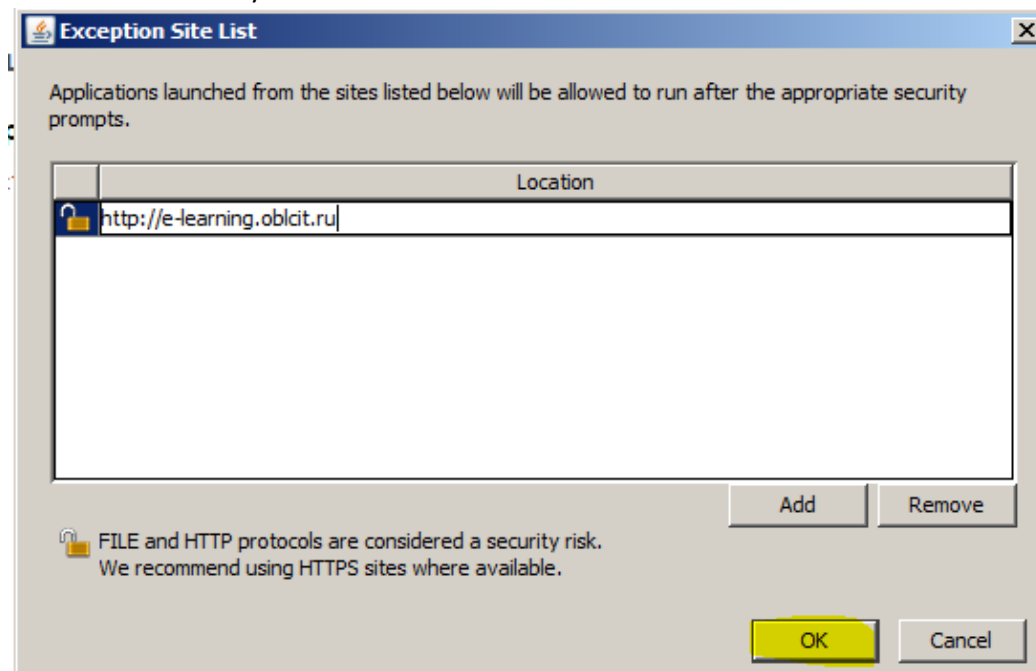 Exception Site List
Applications launched from the sites listed below will be allowed to run after the appropriate security
prompts.
Location
http://e-learning.oblcit.ru
Add
Remove
FILE and HTTP protocols are considered a security risk.
We recommend using HTTPS sites where available.
OK
Cancel